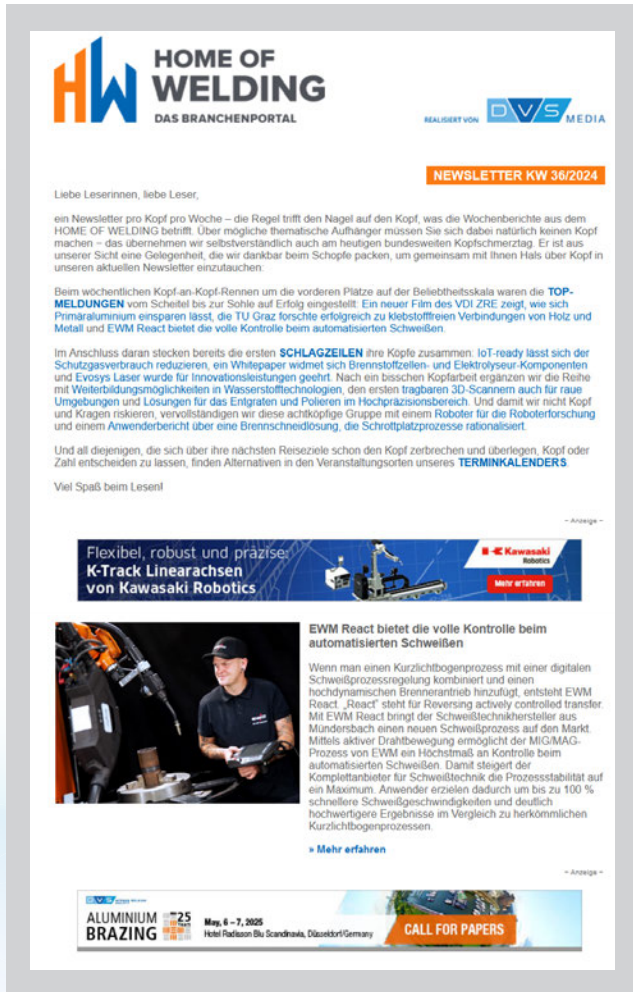 HOME OF
WELDING
DAS BRANCHENPORTAL
REALISIERT VON DVS MEDIA
NEWSLETTER KW 36/2024
Liebe Leserinnen, liebe Leser,
ein Newsletter pro Kopf pro Woche – die Regel trifft den Nagel auf den Kopf, was die Wochenberichte aus dem
HOME OF WELDING betrifft. Über mögliche thematische Aufhänger müssen Sie sich dabei natürlich keinen Kopf
machen – das übernehmen wir selbstverständlich auch am heutigen bundesweiten Kopfschmerztag. Er ist aus
unserer Sicht eine Gelegenheit, die wir dankbar beim Schopfe packen, um gemeinsam mit Ihnen Hals über Kopf in
unseren aktuellen Newsletter einzutauchen:
Beim wöchentlichen Kopf-an-Kopf-Rennen um die vorderen Plätze auf der Beliebtheitsskala waren die TOP-
MELDUNGEN vom Scheitel bis zur Sohle auf Erfolg eingestellt: Ein neuer Film des VDI ZRE zeigt, wie sich
Primäraluminium einsparen lässt, die TU Graz forschte erfolgreich zu klebstofffreien Verbindungen von Holz und
Metall und EWM React bietet die volle Kontrolle beim automatisierten Schweißen.
Im Anschluss daran stecken bereits die ersten SCHLAGZEILEN ihre Köpfe zusammen: IoT-ready lässt sich der
Schutzgasverbrauch reduzieren, ein Whitepaper widmet sich Brennstoffzellen- und Elektrolyseur-Komponenten
und Evosys Laser wurde für Innovationsleistungen geehrt. Nach ein bisschen Kopfarbeit ergänzen wir die Reihe
mit Weiterbildungsmöglichkeiten in Wasserstofftechnologien, den ersten tragbaren 3D-Scannern auch für raue
Umgebungen und Lösungen für das Entgraten und Polieren im Hochpräzisionsbereich. Und damit wir nicht Kopf
und Kragen riskieren, vervollständigen wir diese achtköpfige Gruppe mit einem Roboter für die Roboterforschung
und einem Anwenderbericht über eine Brennschneidlösung, die Schrottplatzprozesse rationalisiert.
Und all diejenigen, die sich über ihre nächsten Reiseziele schon den Kopf zerbrechen und überlegen, Kopf oder
Zahl entscheiden zu lassen, finden Alternativen in den Veranstaltungsorten unseres TERMINKALENDERS.
Viel Spaß beim Lesen!
– Anzeige –
Flexibel, robust und präzise:
K-Track Linearachsen
von Kawasaki Robotics
Kawasaki
Robotics
Mehr erfahren
EWM React bietet die volle Kontrolle beim
automatisierten Schweißen
Wenn man einen Kurzlichtbogenprozess mit einer digitalen
Schweißprozessregelung kombiniert und einen
hochdynamischen Brennerantrieb hinzufügt, entsteht EWM
React. „React" steht für Reversing actively controlled transfer.
Mit EWM React bringt der Schweißtechnikhersteller aus
Mündersbach einen neuen Schweißprozess auf den Markt.
Mittels aktiver Drahtbewegung ermöglicht der MIG/MAG-
Prozess von EWM ein Höchstmaß an Kontrolle beim
automatisierten Schweißen. Damit steigert der
Komplettanbieter für Schweißtechnik die Prozessstabilität auf
ein Maximum. Anwender erzielen dadurch um bis zu 100 %
schnellere Schweißgeschwindigkeiten und deutlich
hochwertigere Ergebnisse im Vergleich zu herkömmlichen
Kurzlichtbogenprozessen.
» Mehr erfahren
– Anzeige –
DVS
ALUMINIUM
BRAZING
25
May, 6 – 7, 2025
Hotel Radisson Blu Scandinavia, Düsseldorf/Germany
CALL FOR PAPERS